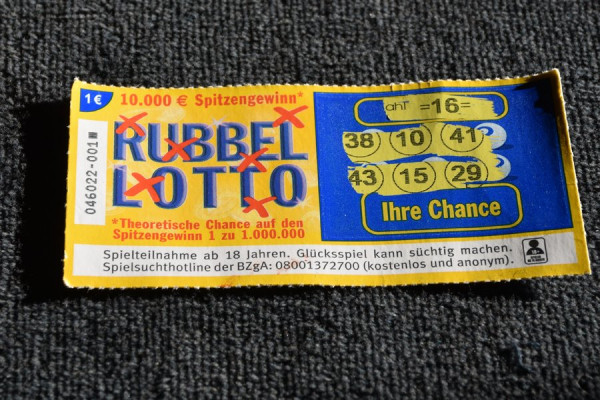 1 €
10.000 € Spitzengewinn*
RUBBEL
LOTTO
*Theoretische Chance auf den
Spitzengewinn 1 zu 1.000.000
046022-001
=16=
38 10 41
43 15 29
Ihre Chance
Spielteilnahme ab 18 Jahren. Glücksspiel kann süchtig machen.
Spielsuchthotline der BZgA: 08001372700 (kostenlos und anonym).